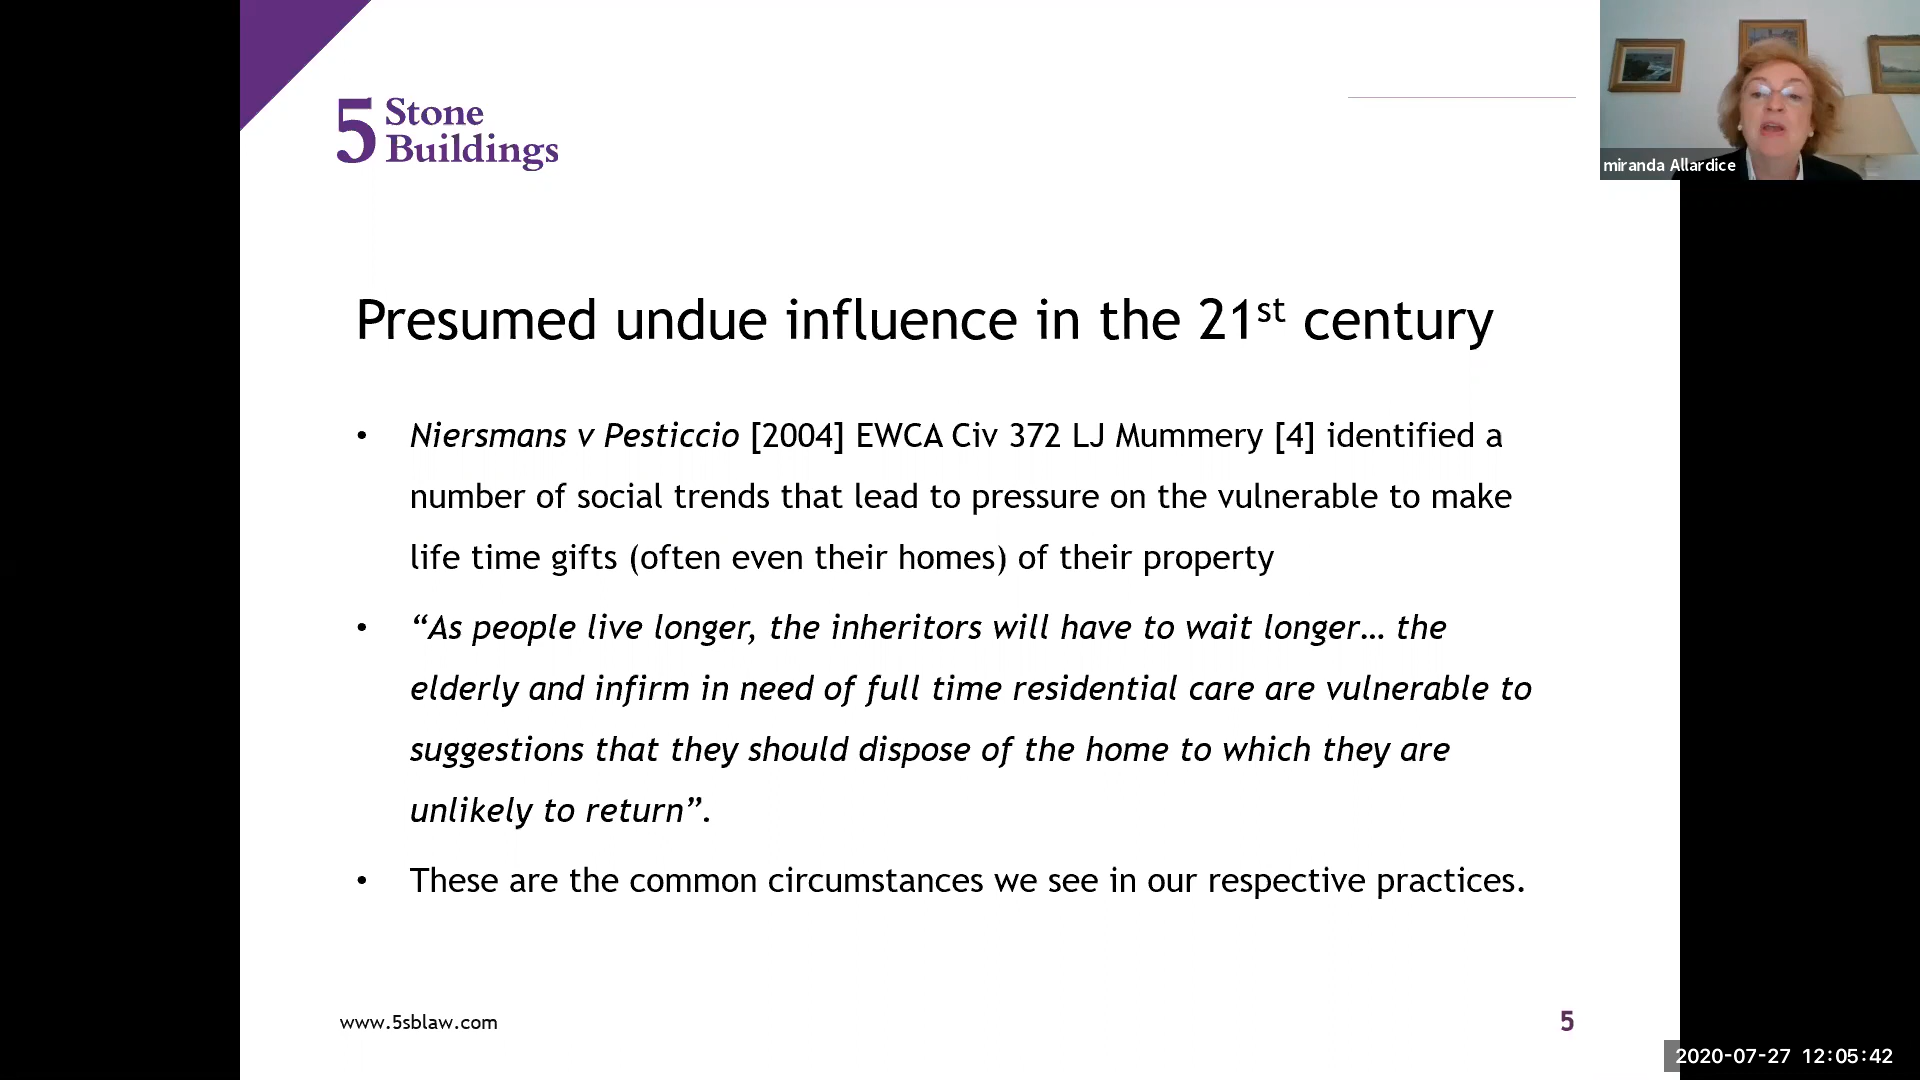 5 Stone
Buildings
miranda Allardice
Presumed undue influence in the 21st century
• Niersmans v Pesticcio [2004] EWCA Civ 372 LJ Mummery [4] identified a
number of social trends that lead to pressure on the vulnerable to make
life time gifts (often even their homes) of their property
• “As people live longer, the inheritors will have to wait longer… the
elderly and infirm in need of full time residential care are vulnerable to
suggestions that they should dispose of the home to which they are
unlikely to return”.
• These are the common circumstances we see in our respective practices.
www.5sblaw.com
5
2020-07-27 12:05:42